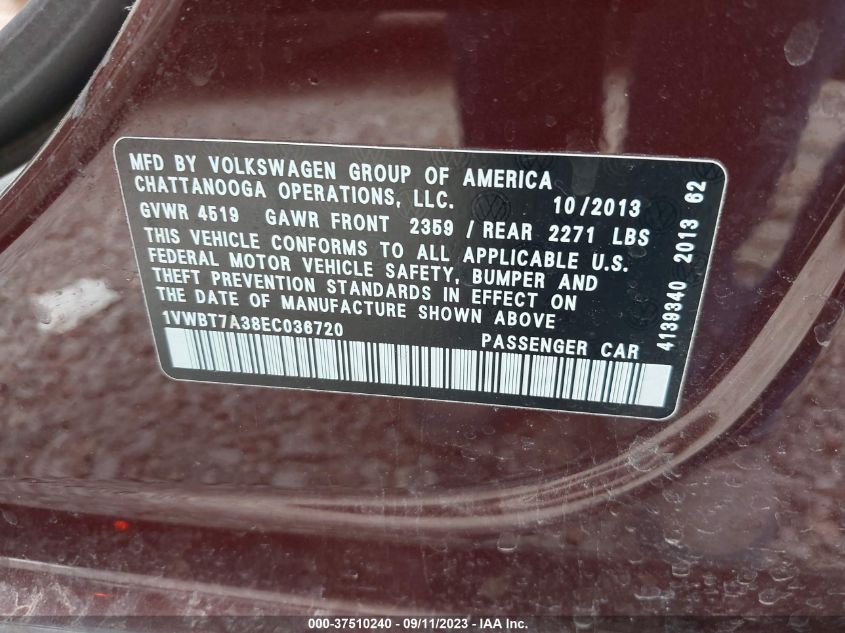 MFD BY VOLKSWAGEN GROUP OF AMERICA
CHATTANOOGA OPERATIONS, LLC. 10/2013
GVWR 4519 GAWR FRONT 2359 / REAR 2271 LBS
THIS VEHICLE CONFORMS TO ALL APPLICABLE U.S.
FEDERAL MOTOR VEHICLE SAFETY, BUMPER AND
THEFT PREVENTION STANDARDS IN EFFECT ON
THE DATE OF MANUFACTURE SHOWN ABOVE
1VWBT7A38EC036720 PASSENGER CAR
4139340 2013 62
000-37510240 - 09/11/2023 - IAA Inc.